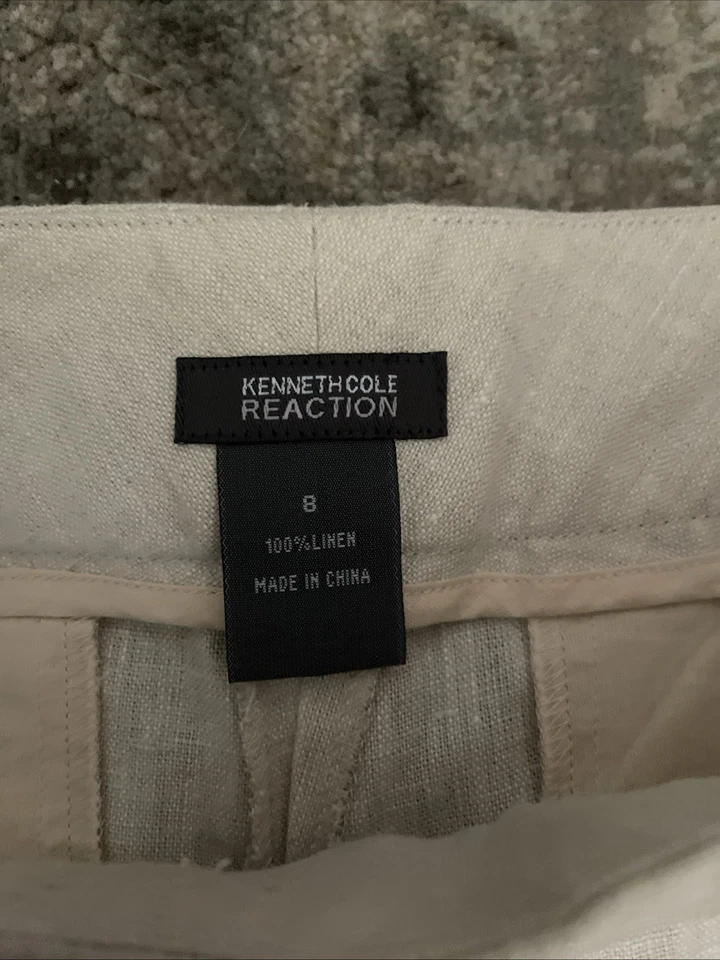 KENNETH COLE
REACTION
8
100%LINEN
MADE IN CHINA